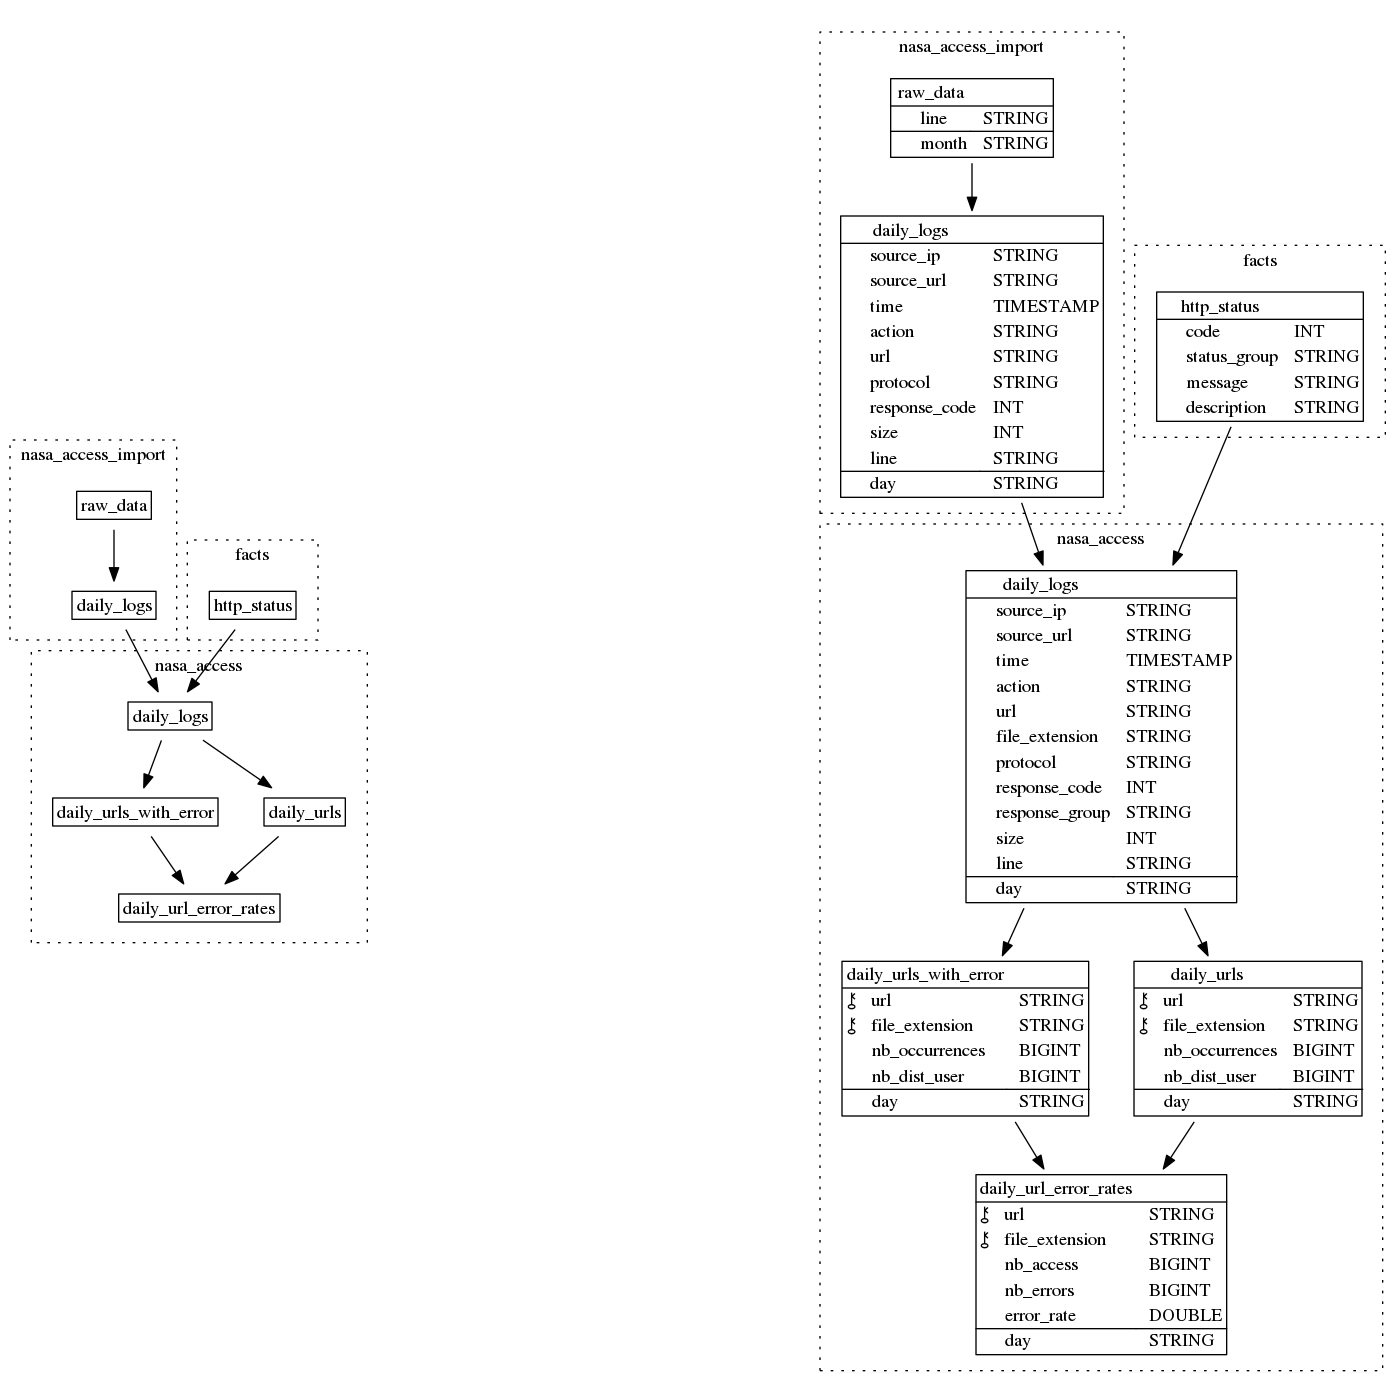 nasa_access_import
raw_data
daily_logs
facts
http_status
nasa_access
daily_logs
daily_urls_with_error
daily_urls
daily_url_error_rates
nasa_access_import
raw_data
line STRING
month STRING
daily_logs
source_ip STRING
source_url STRING
time TIMESTAMP
action STRING
url STRING
protocol STRING
response_code INT
size INT
line STRING
day STRING
facts
http_status
code INT
status_group STRING
message STRING
description STRING
nasa_access
daily_logs
source_ip STRING
source_url STRING
time TIMESTAMP
action STRING
url STRING
file_extension STRING
protocol STRING
response_code INT
response_group STRING
size INT
line STRING
day STRING
daily_urls_with_error
url STRING
file_extension STRING
nb_occurrences BIGINT
nb_dist_user BIGINT
day STRING
daily_urls
url STRING
file_extension STRING
nb_occurrences BIGINT
nb_dist_user BIGINT
day STRING
daily_url_error_rates
url STRING
file_extension STRING
nb_access BIGINT
nb_errors BIGINT
error_rate DOUBLE
day STRING